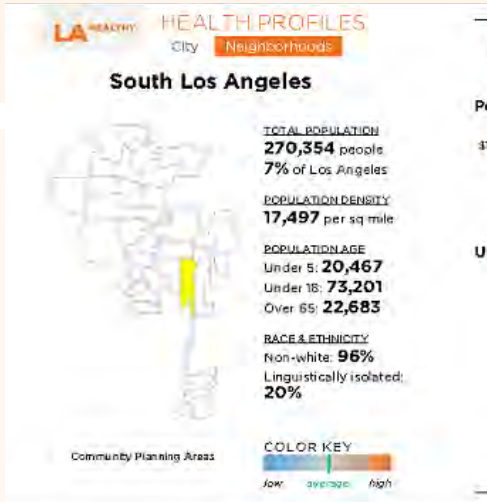 LA HEALTHY HEALTH PROFILES
City Neighborhoods
South Los Angeles
TOTAL POPULATION
270,354 people
7% of Los Angeles
POPULATION DENSITY
17,497 per sq mile
POPULATION AGE
Under 5: 20,467
Under 18: 73,201
Over 65: 22,683
RACE & ETHNICITY
Non-white: 96%
Linguistically isolated:
20%
Community Planning Areas
COLOR KEY
low average high